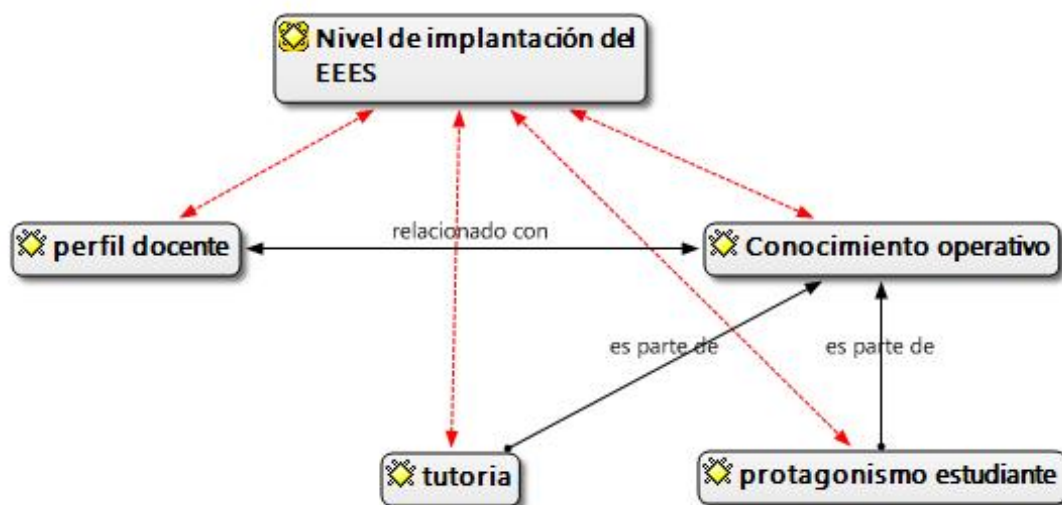 Nivel de implantación del
EEES
relacionado con
perfil docente
Conocimiento operativo
es parte de
es parte de
tutoria
protagonismo estudiante